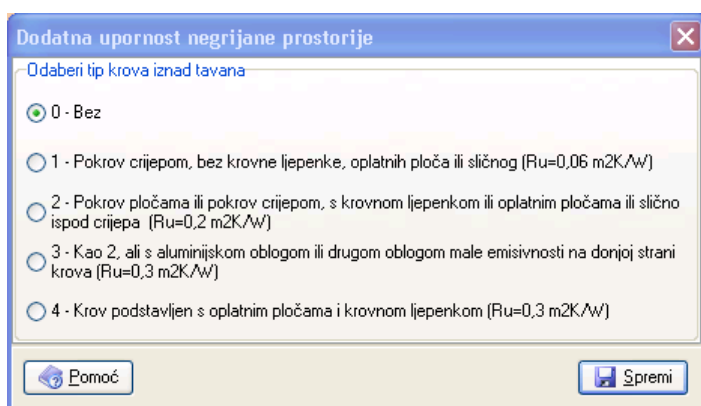 Dodatna upornost negrijane prostorije
Odaberi tip krova iznad tavana
0 - Bez
1 - Pokrov crijepom, bez krovne ljepenke, oplatnih ploča ili sličnog (Ru=0,06 m2K/W)
2 - Pokrov pločama ili pokrov crijepom, s krovnom ljepenkom ili oplatnim pločama ili slično
ispod crijepa (Ru=0,2 m2K/W)
3 - Kao 2, ali s aluminijskom oblogom ili drugom oblogom male emisivnosti na donjoj strani
krova (Ru=0,3 m2K/W)
4 - Krov podstavljen s oplatnim pločama i krovnom ljepenkom (Ru=0,3 m2K/W)
Pomoć
Spremi